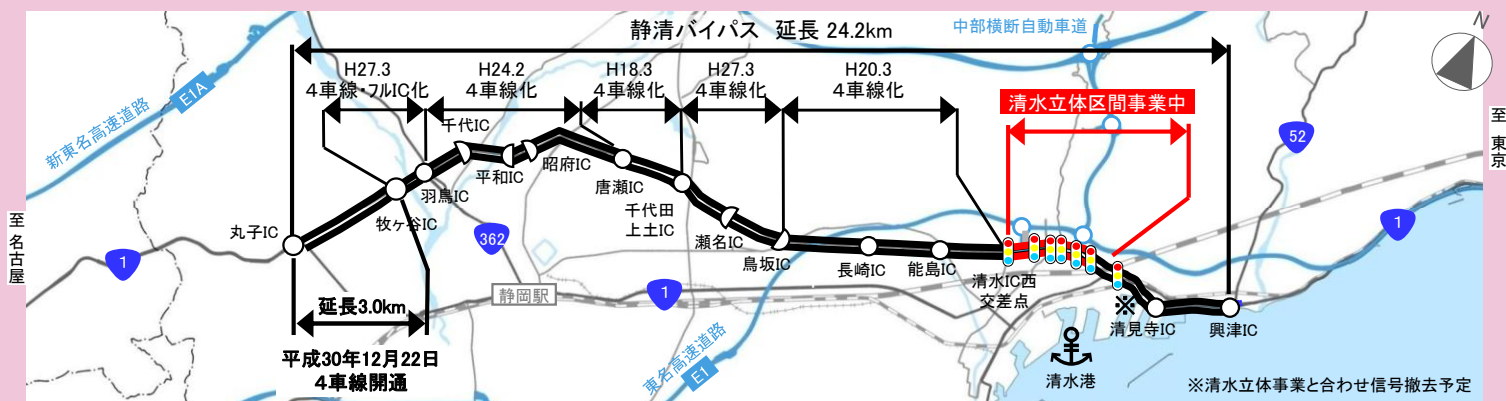 静清バイパス 延長 24.2km
中部横断自動車道
N
H27.3
4車線・フルIC化
H24.2
4車線化
H18.3
4車線化
H27.3
4車線化
H20.3
4車線化
清水立体区間事業中
新東名高速道路
E1A
52
至 東京
至 名古屋
1
丸子IC
牧ヶ谷IC
羽鳥IC
千代IC
平和IC
昭府IC
唐瀬IC
千代田
上土IC
瀬名IC
鳥坂IC
長崎IC
能島IC
清水IC西
交差点
※
清見寺IC
興津IC
1
362
静岡駅
1
延長3.0km
平成30年12月22日
4車線開通
東名高速道路
E1
清水港
※清水立体事業と合わせ信号撤去予定